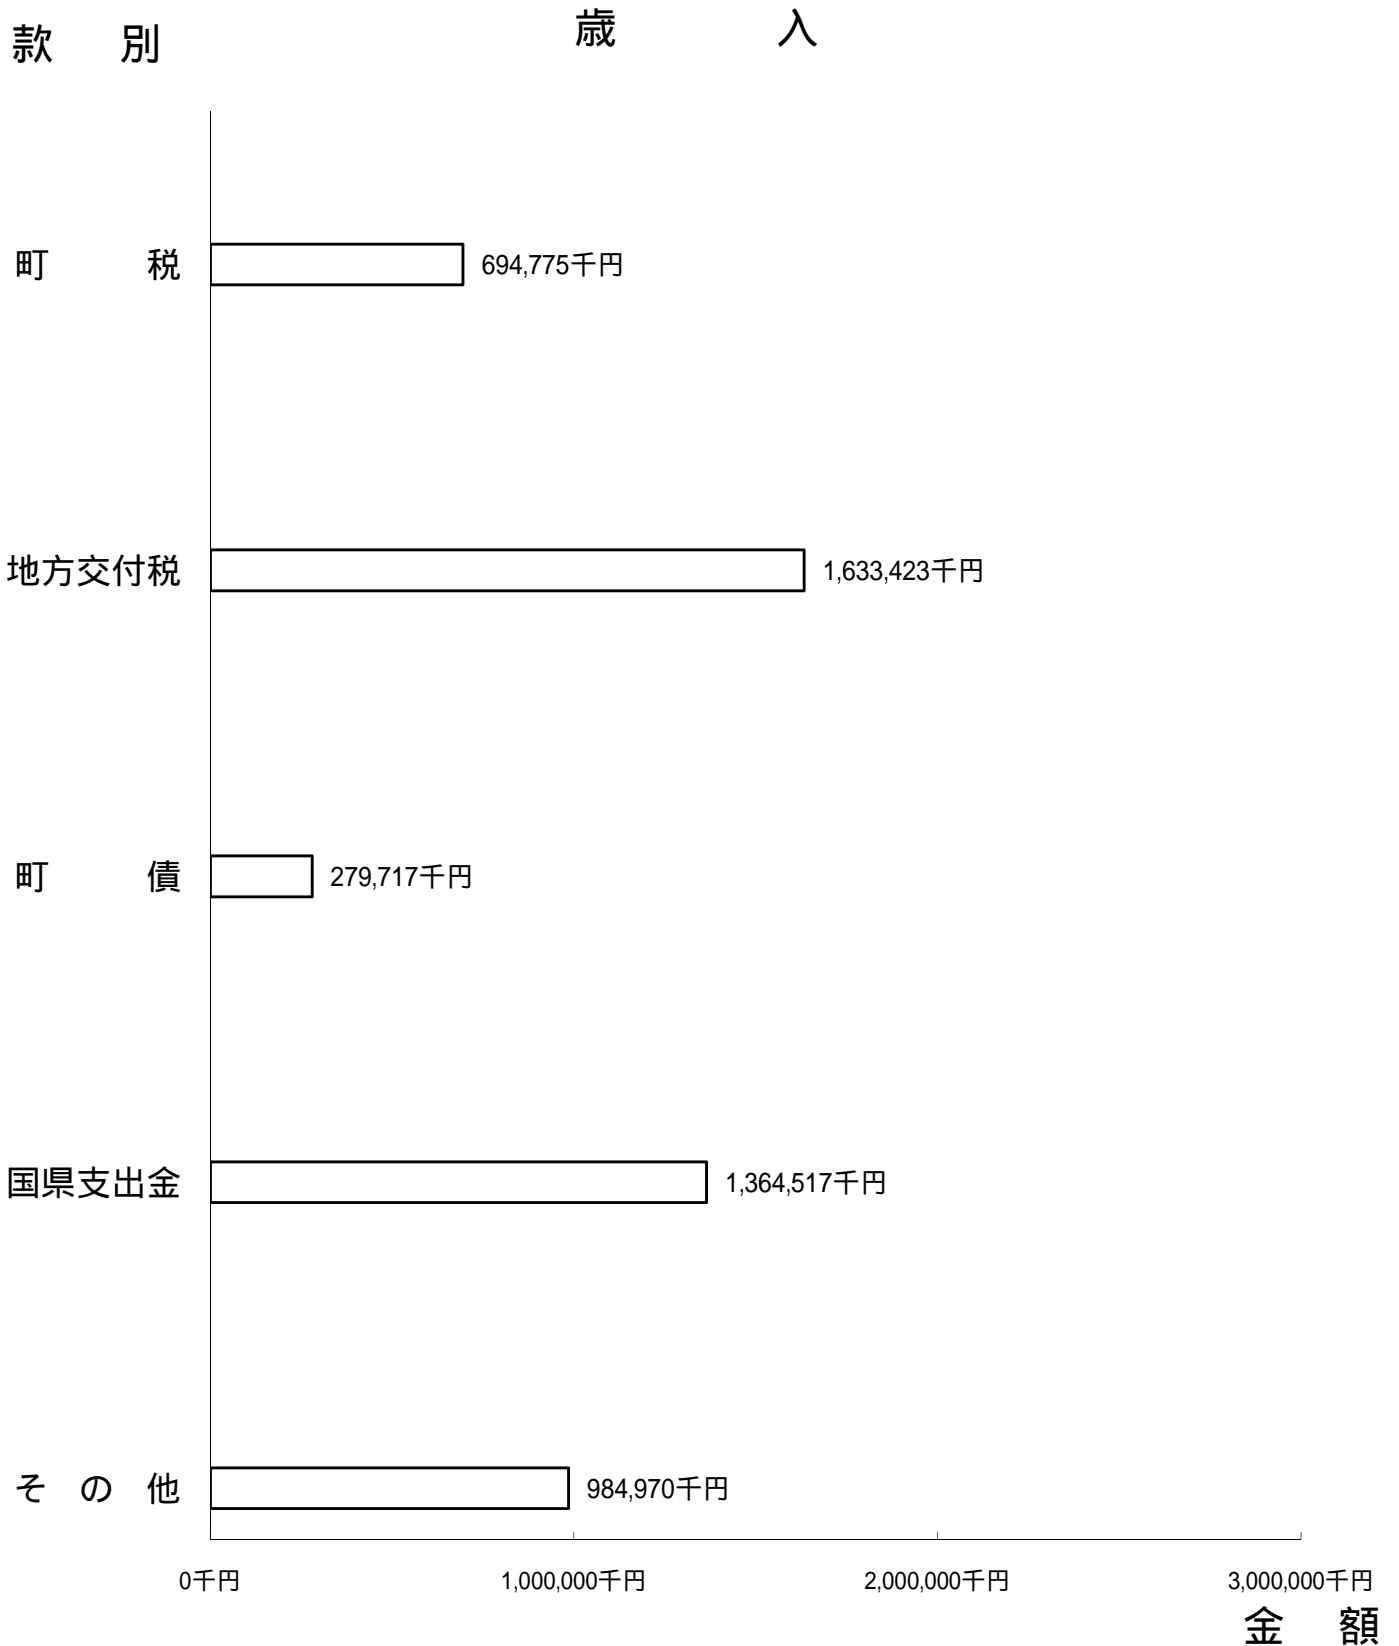 歳入
款別
町税 694,775千円
地方交付税 1,633,423千円
町債 279,717千円
国県支出金 1,364,517千円
その他 984,970千円
0千円 1,000,000千円 2,000,000千円 3,000,000千円
金額